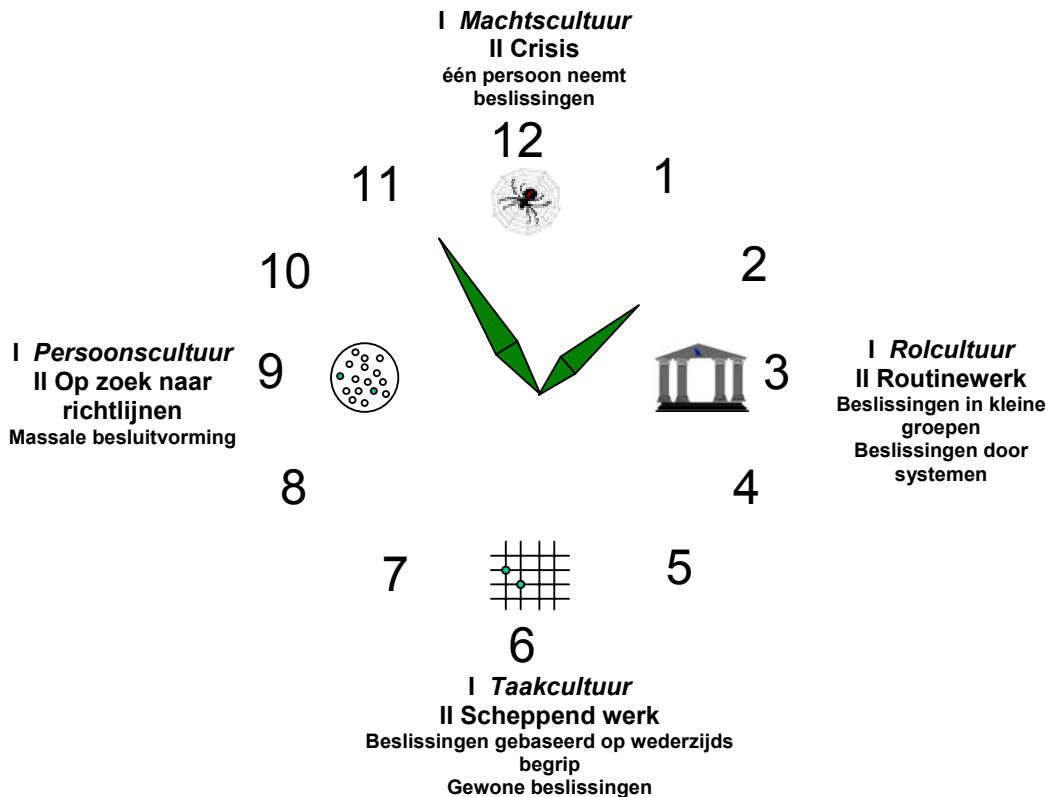 I Machtscultuur
II Crisis
één persoon neemt
beslissingen
12
11
1
10
2
I Persoonscultuur
II Op zoek naar
richtlijnen
Massale besluitvorming
9
3
I Rolcultuur
II Routinewerk
Beslissingen in kleine
groepen
Beslissingen door
systemen
8
4
7
5
6
I Taakcultuur
II Scheppend werk
Beslissingen gebaseerd op wederzijds
begrip
Gewone beslissingen